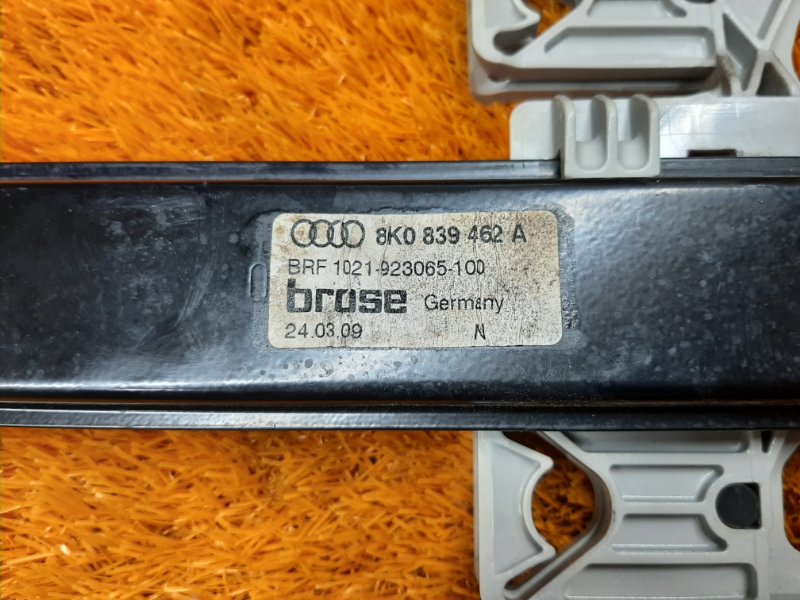 8K0 839 462 A
BRF 1021-923065-100
brose Germany
24.03.09 N